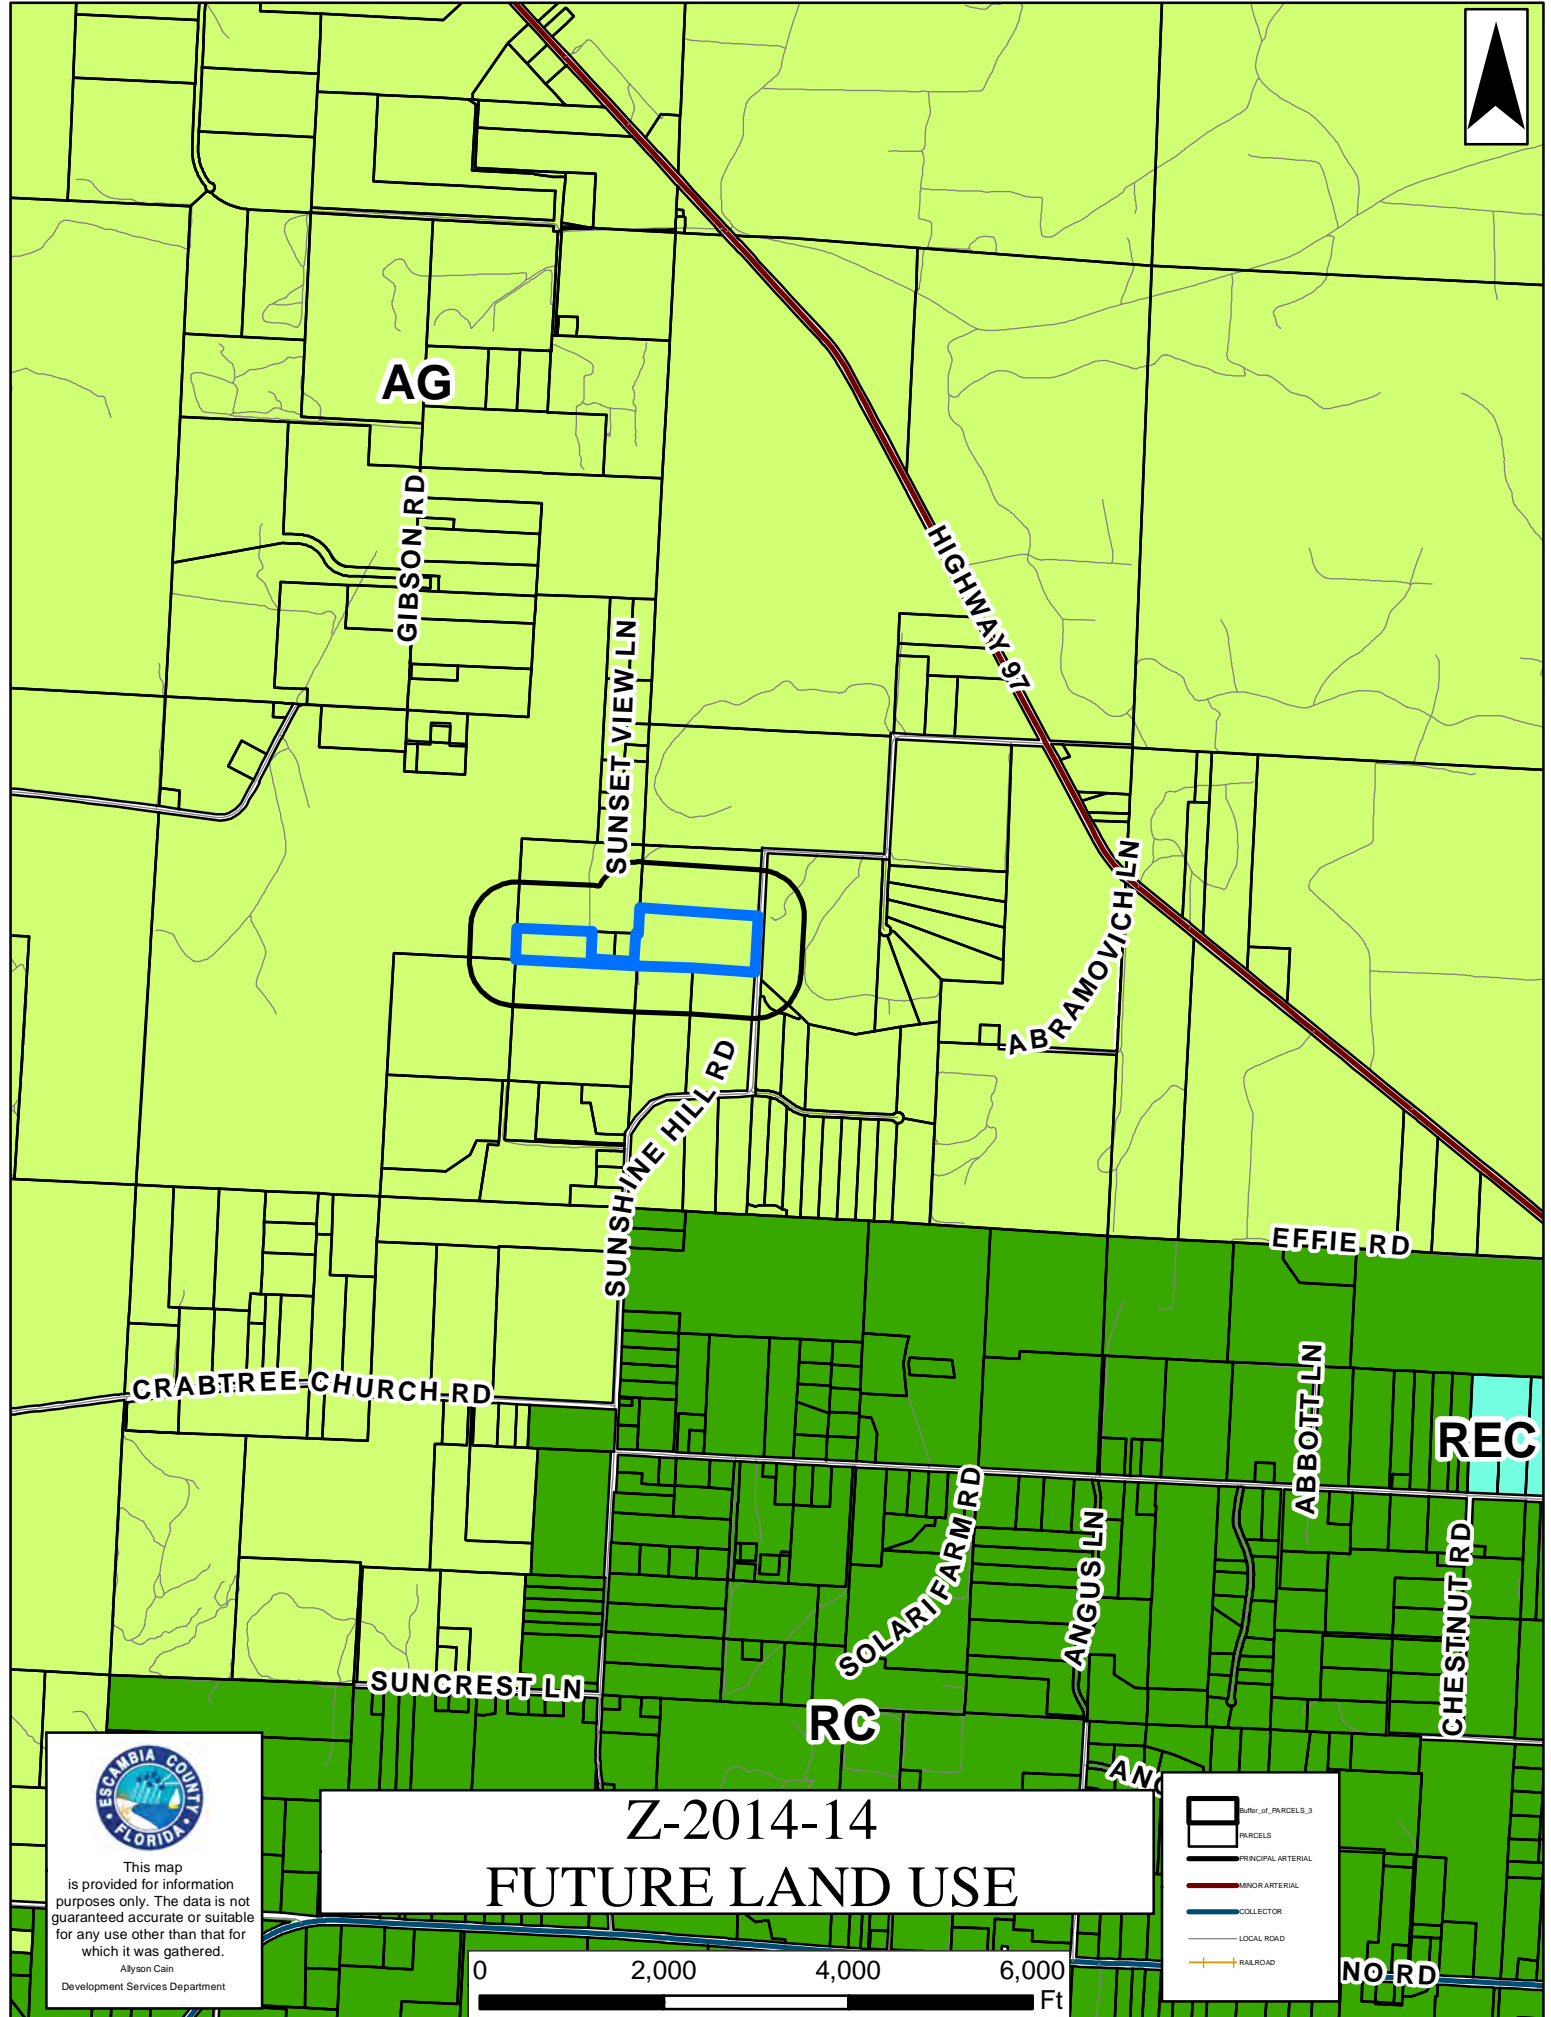 AG
GIBSON RD
SUNSET VIEW LN
HIGHWAY 97
ABRAMOVICH LN
SUNSHINE HILL RD
EFFIE RD
CRABTREE CHURCH RD
ABBOTT LN
REC
SOLARI FARM RD
ANGUS LN
CHESTNUT RD
SUNCREST LN
RC
NO RD
ESCAMBIA COUNTY
FLORIDA
This map
is provided for information
purposes only. The data is not
guaranteed accurate or suitable
for any use other than that for
which it was gathered.
Allyson Cain
Development Services Department
Z-2014-14
FUTURE LAND USE
Buffer_of_PARCELS_3
PARCELS
PRINCIPAL ARTERIAL
MINOR ARTERIAL
COLLECTOR
LOCAL ROAD
RAILROAD
0 2,000 4,000 6,000
Ft